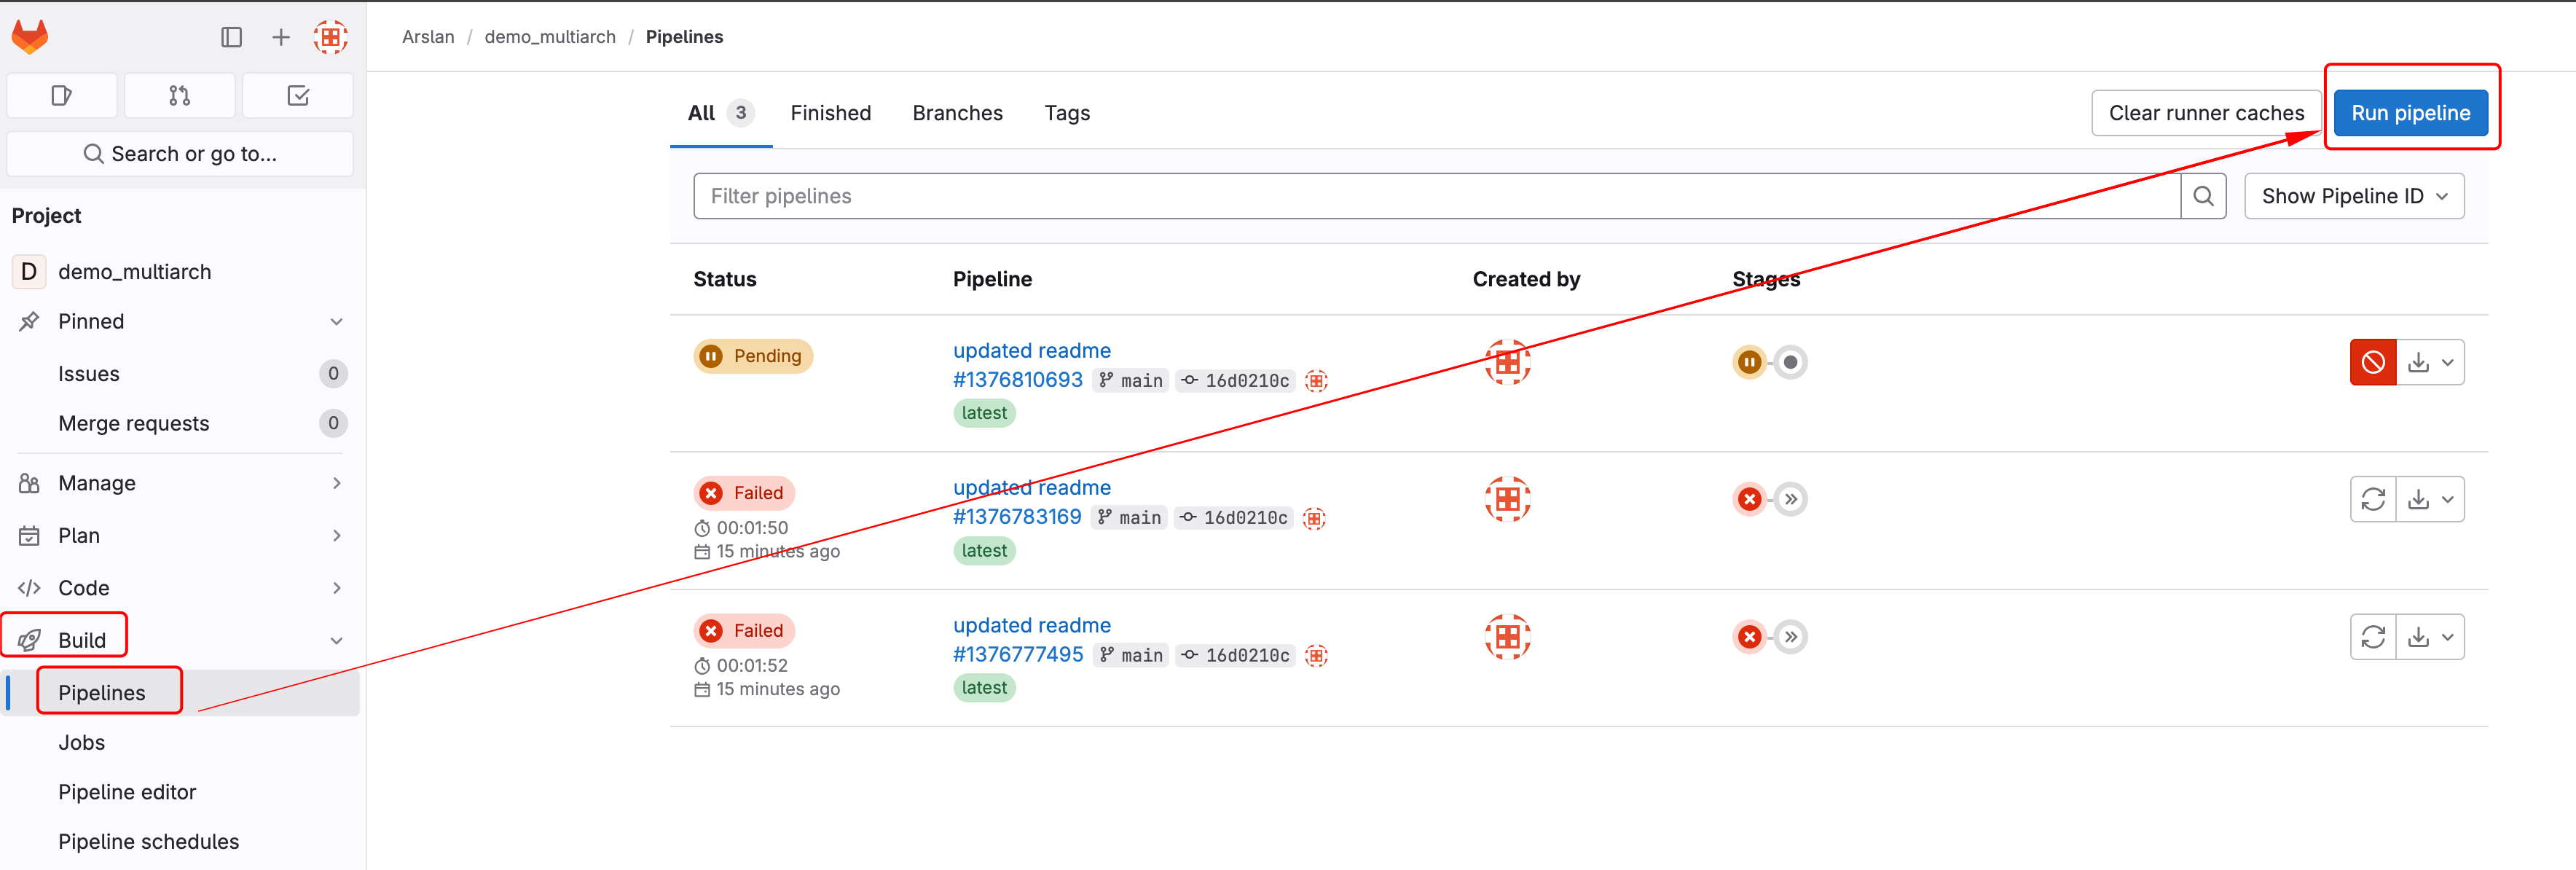 Arslan / demo_multiarch / Pipelines
Search or go to...
Project
D demo_multiarch
Pinned
Issues 0
Merge requests 0
Manage
Plan
Code
Build
Pipelines
Jobs
Pipeline editor
Pipeline schedules
All 3 Finished Branches Tags Clear runner caches Run pipeline
Filter pipelines Show Pipeline ID
Status Pipeline Created by Stages
Pending updated readme
#1376810693 main 16d0210c
latest
Failed updated readme
00:01:50 #1376783169 main 16d0210c
15 minutes ago latest
Failed updated readme
00:01:52 #1376777495 main 16d0210c
15 minutes ago latest